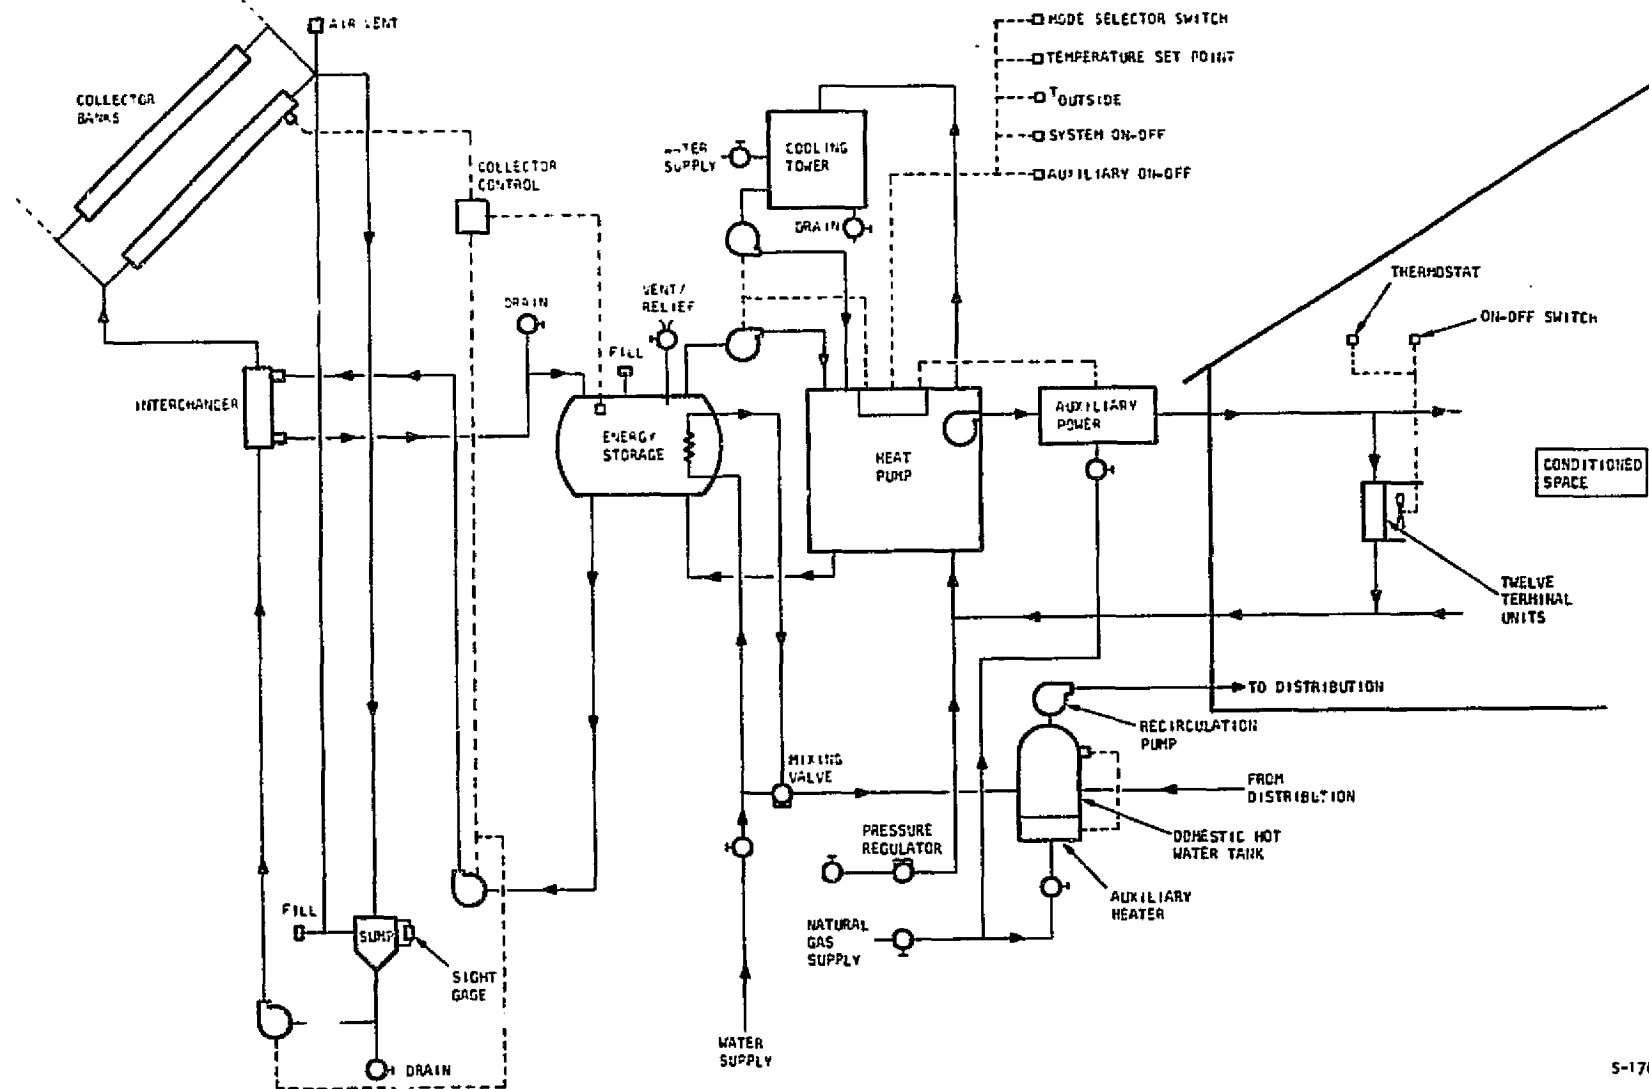 AIR VENT
MODE SELECTOR SWITCH
TEMPERATURE SET POINT
T OUTSIDE
SYSTEM ON-OFF
AUXILIARY ON-OFF
COLLECTOR
BANKS
COLLECTOR
CONTROL
WATER
SUPPLY
COOLING
TOWER
DRAIN
THERMOSTAT
ON-OFF SWITCH
DRAIN
VENT/
RELIEF
FILL
INTERCHANGER
ENERGY
STORAGE
HEAT
PUMP
AUXILIARY
POWER
CONDITIONED
SPACE
TWELVE
TERMINAL
UNITS
TO DISTRIBUTION
RECIRCULATION
PUMP
MIXING
VALVE
FROM
DISTRIBUTION
PRESSURE
REGULATOR
DOMESTIC HOT
WATER TANK
AUXILIARY
HEATER
FILL
SUMP
SIGHT
GAGE
NATURAL
GAS
SUPPLY
WATER
SUPPLY
DRAIN